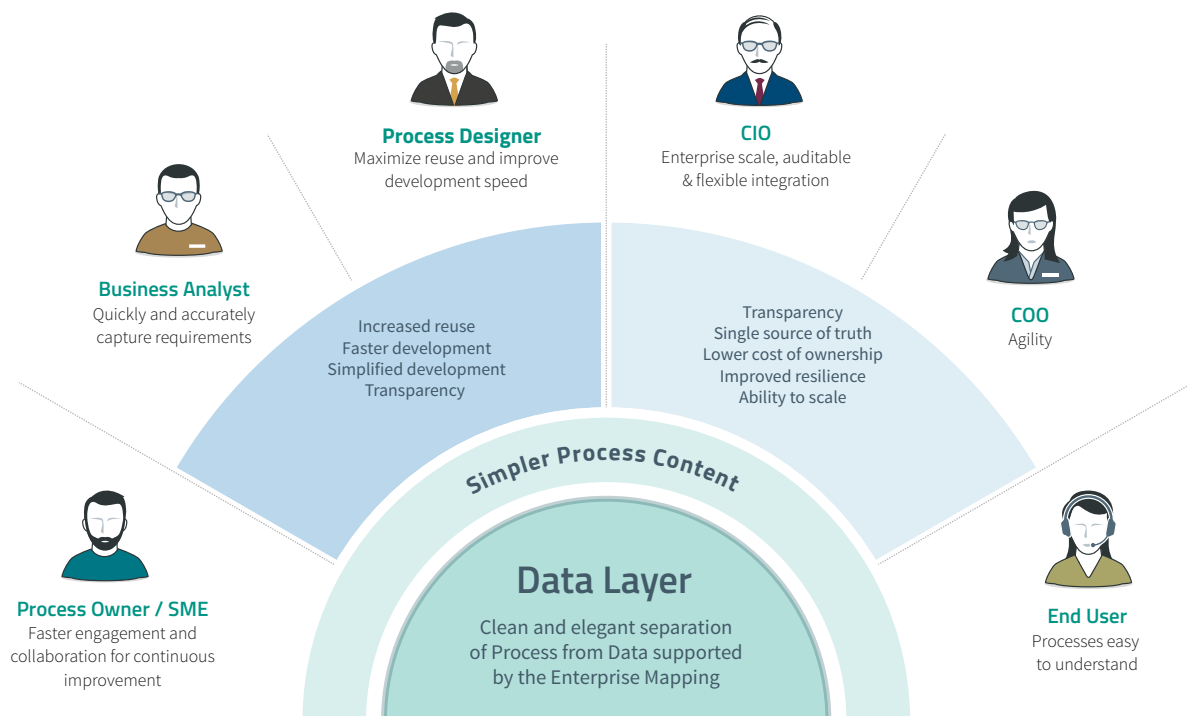 Process Designer
Maximize reuse and improve
development speed
CIO
Enterprise scale, auditable
& flexible integration
Business Analyst
Quickly and accurately
capture requirements
COO
Agility
Increased reuse
Faster development
Simplified development
Transparency
Transparency
Single source of truth
Lower cost of ownership
Improved resilience
Ability to scale
Simpler Process Content
Process Owner / SME
Faster engagement and
collaboration for continuous
improvement
Data Layer
Clean and elegant separation
of Process from Data supported
by the Enterprise Mapping
End User
Processes easy
to understand